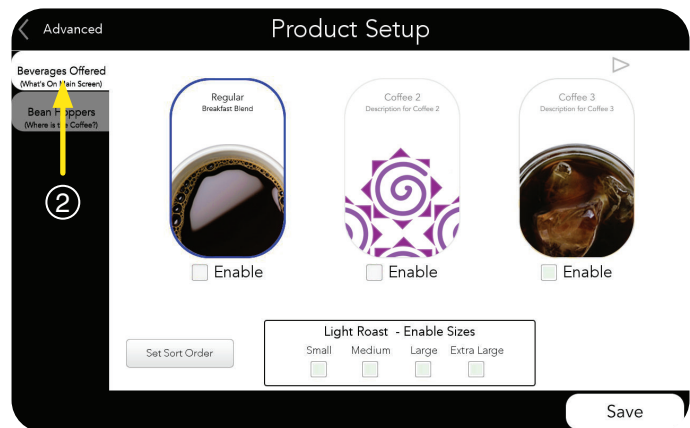 Advanced
Product Setup
Beverages Offered
(What's On Main Screen)
Bean Hoppers
(Where is the Coffee?)
②
Regular
Breakfast Blend
Enable
Coffee 2
Description for Coffee 2
Enable
Coffee 3
Description for Coffee 3
Enable
Set Sort Order
Light Roast - Enable Sizes
Small Medium Large Extra Large
Save